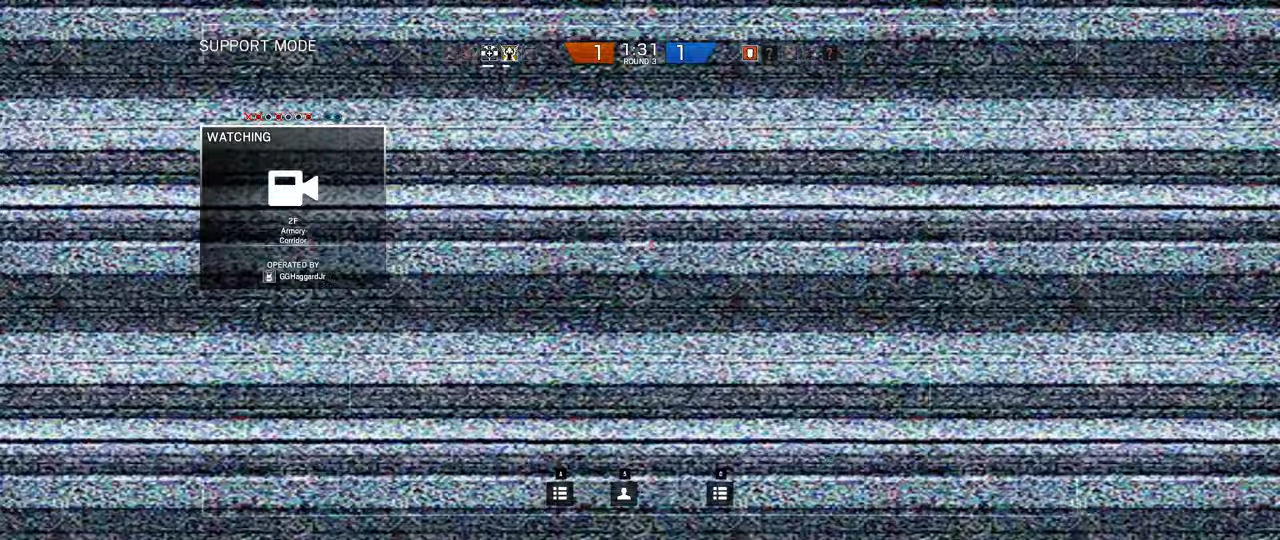 SUPPORT MODE
1 1:31 1
ROUND 3
? ?
WATCHING
2F
Armory
Corridor
OPERATED BY
GGHaggardJr